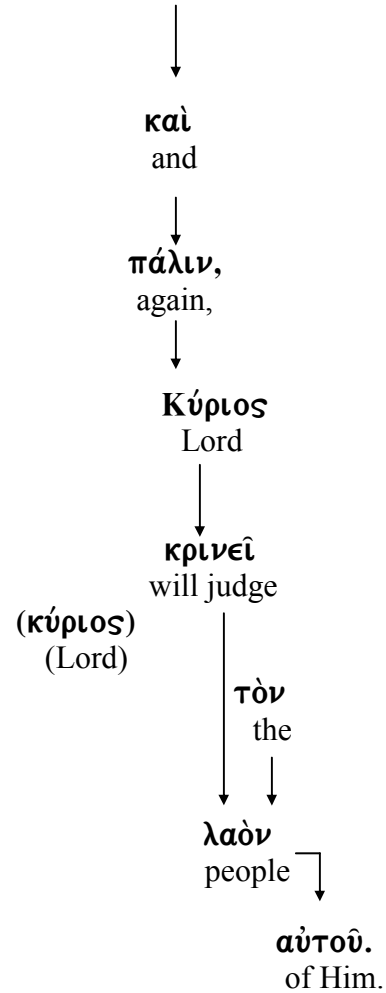 καὶ
and
πάλιν,
again,
Κύριος
Lord
κρινεῖ
will judge
(κύριος)
(Lord)
τὸν
the
λαὸν
people
αὐτοῦ.
of Him.